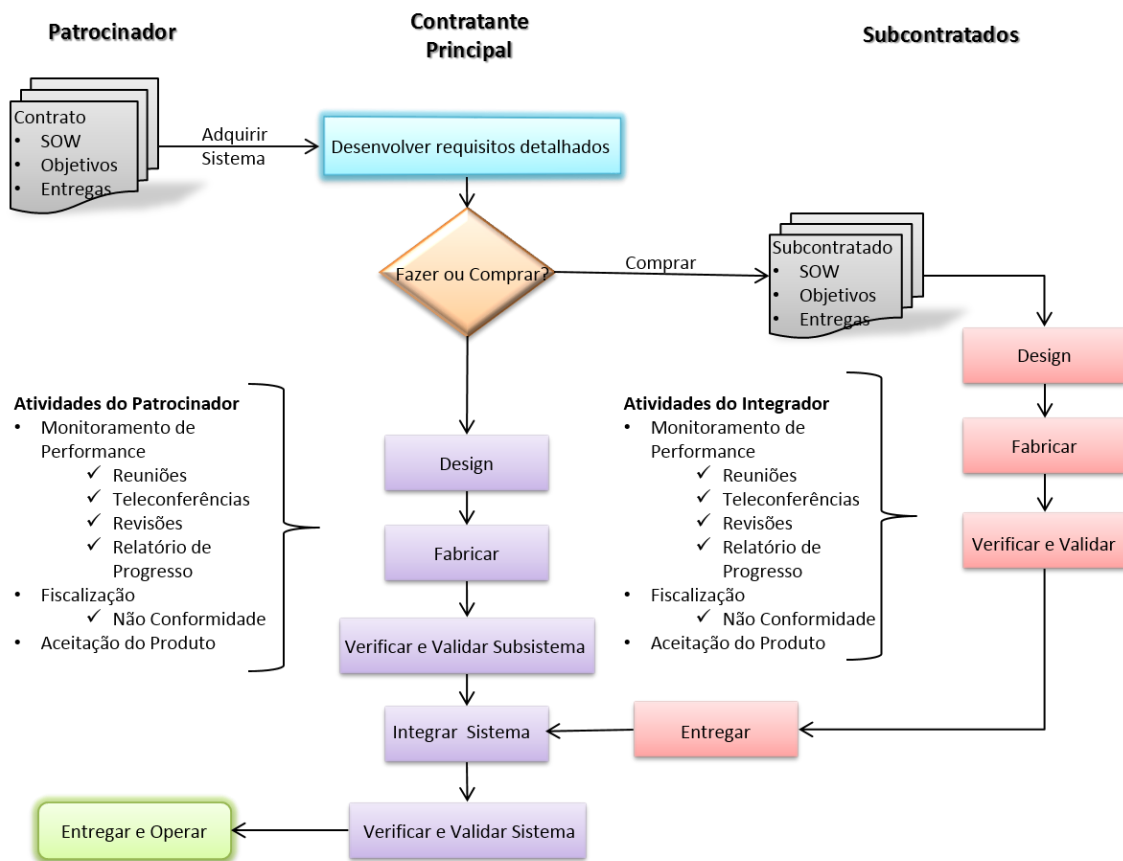 Patrocinador
Contratante
Principal
Subcontratados
Contrato
• SOW
• Objetivos
• Entregas
Adquirir
Sistema
Desenvolver requisitos detalhados
Fazer ou Comprar?
Comprar
Subcontratado
• SOW
• Objetivos
• Entregas
Design
Fabricar
Verificar e Validar
Atividades do Patrocinador
• Monitoramento de
Performance
✓ Reuniões
✓ Teleconferências
✓ Revisões
✓ Relatório de
Progresso
• Fiscalização
✓ Não Conformidade
• Aceitação do Produto
Design
Fabricar
Verificar e Validar Subsistema
Atividades do Integrador
• Monitoramento de
Performance
✓ Reuniões
✓ Teleconferências
✓ Revisões
✓ Relatório de
Progresso
• Fiscalização
✓ Não Conformidade
• Aceitação do Produto
Integrar Sistema
Entregar
Entregar e Operar
Verificar e Validar Sistema